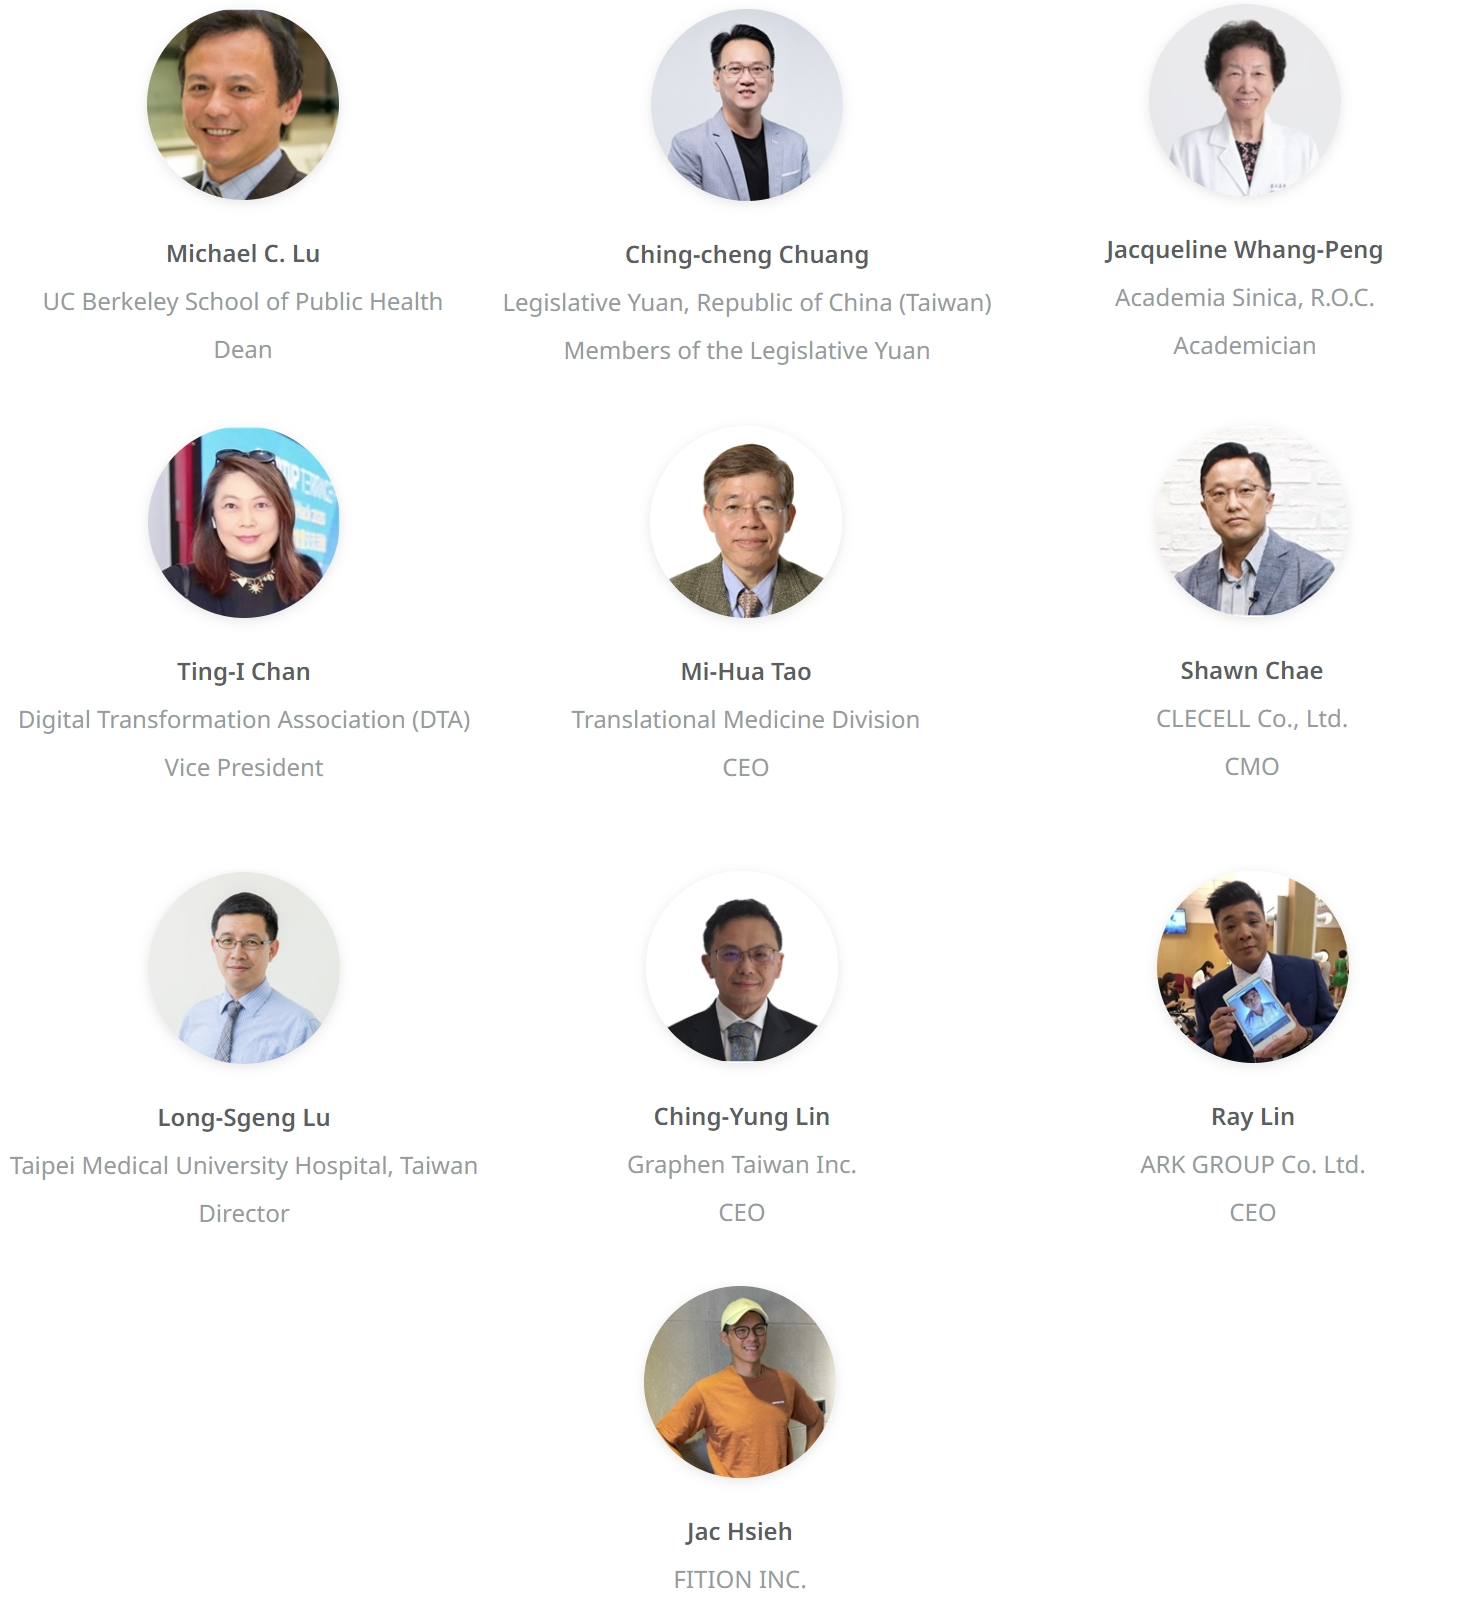 Michael C. Lu
UC Berkeley School of Public Health
Dean
Ching-cheng Chuang
Legislative Yuan, Republic of China (Taiwan)
Members of the Legislative Yuan
Jacqueline Whang-Peng
Academia Sinica, R.O.C.
Academician
Ting-I Chan
Digital Transformation Association (DTA)
Vice President
Mi-Hua Tao
Translational Medicine Division
CEO
Shawn Chae
CLECELL Co., Ltd.
CMO
Long-Sgeng Lu
Taipei Medical University Hospital, Taiwan
Director
Ching-Yung Lin
Graphen Taiwan Inc.
CEO
Ray Lin
ARK GROUP Co. Ltd.
CEO
Jac Hsieh
FITION INC.